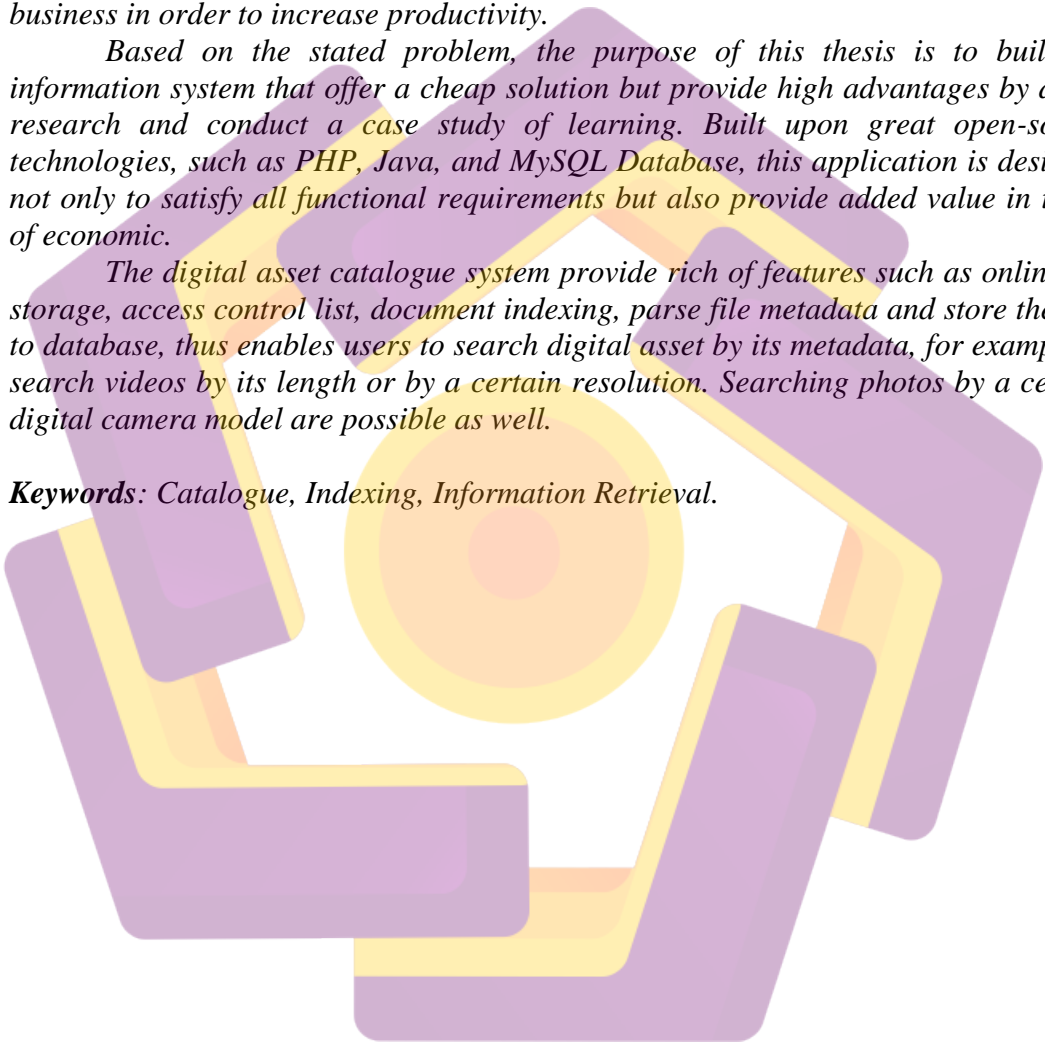 business in order to increase productivity.
Based on the stated problem, the purpose of this thesis is to buil
information system that offer a cheap solution but provide high advantages by
research and conduct a case study of learning. Built upon great open-so
technologies, such as PHP, Java, and MySQL Database, this application is desi
not only to satisfy all functional requirements but also provide added value in
of economic.
The digital asset catalogue system provide rich of features such as onlin
storage, access control list, document indexing, parse file metadata and store the
to database, thus enables users to search digital asset by its metadata, for examp
search videos by its length or by a certain resolution. Searching photos by a ce
digital camera model are possible as well.
Keywords: Catalogue, Indexing, Information Retrieval.